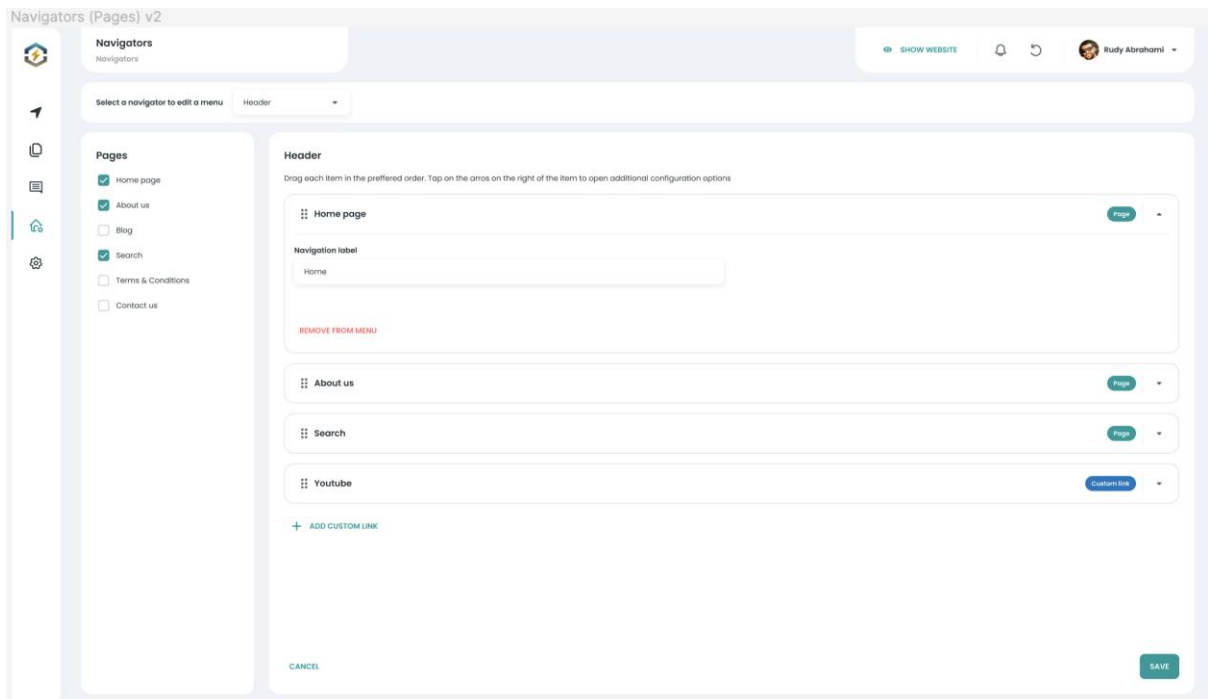 Navigators (Pages) v2
Navigators
Navigators
SHOW WEBSITE
Rudy Abrahami
Select a navigator to edit a menu
Header
Pages
Home page
About us
Blog
Search
Terms & Conditions
Contact us
Header
Drag each item in the preffered order. Tap on the arros on the right of the item to open additional configuration options
Home page
Page
Navigation label
Home
REMOVE FROM MENU
About us
Page
Search
Page
Youtube
Custom link
ADD CUSTOM LINK
CANCEL
SAVE